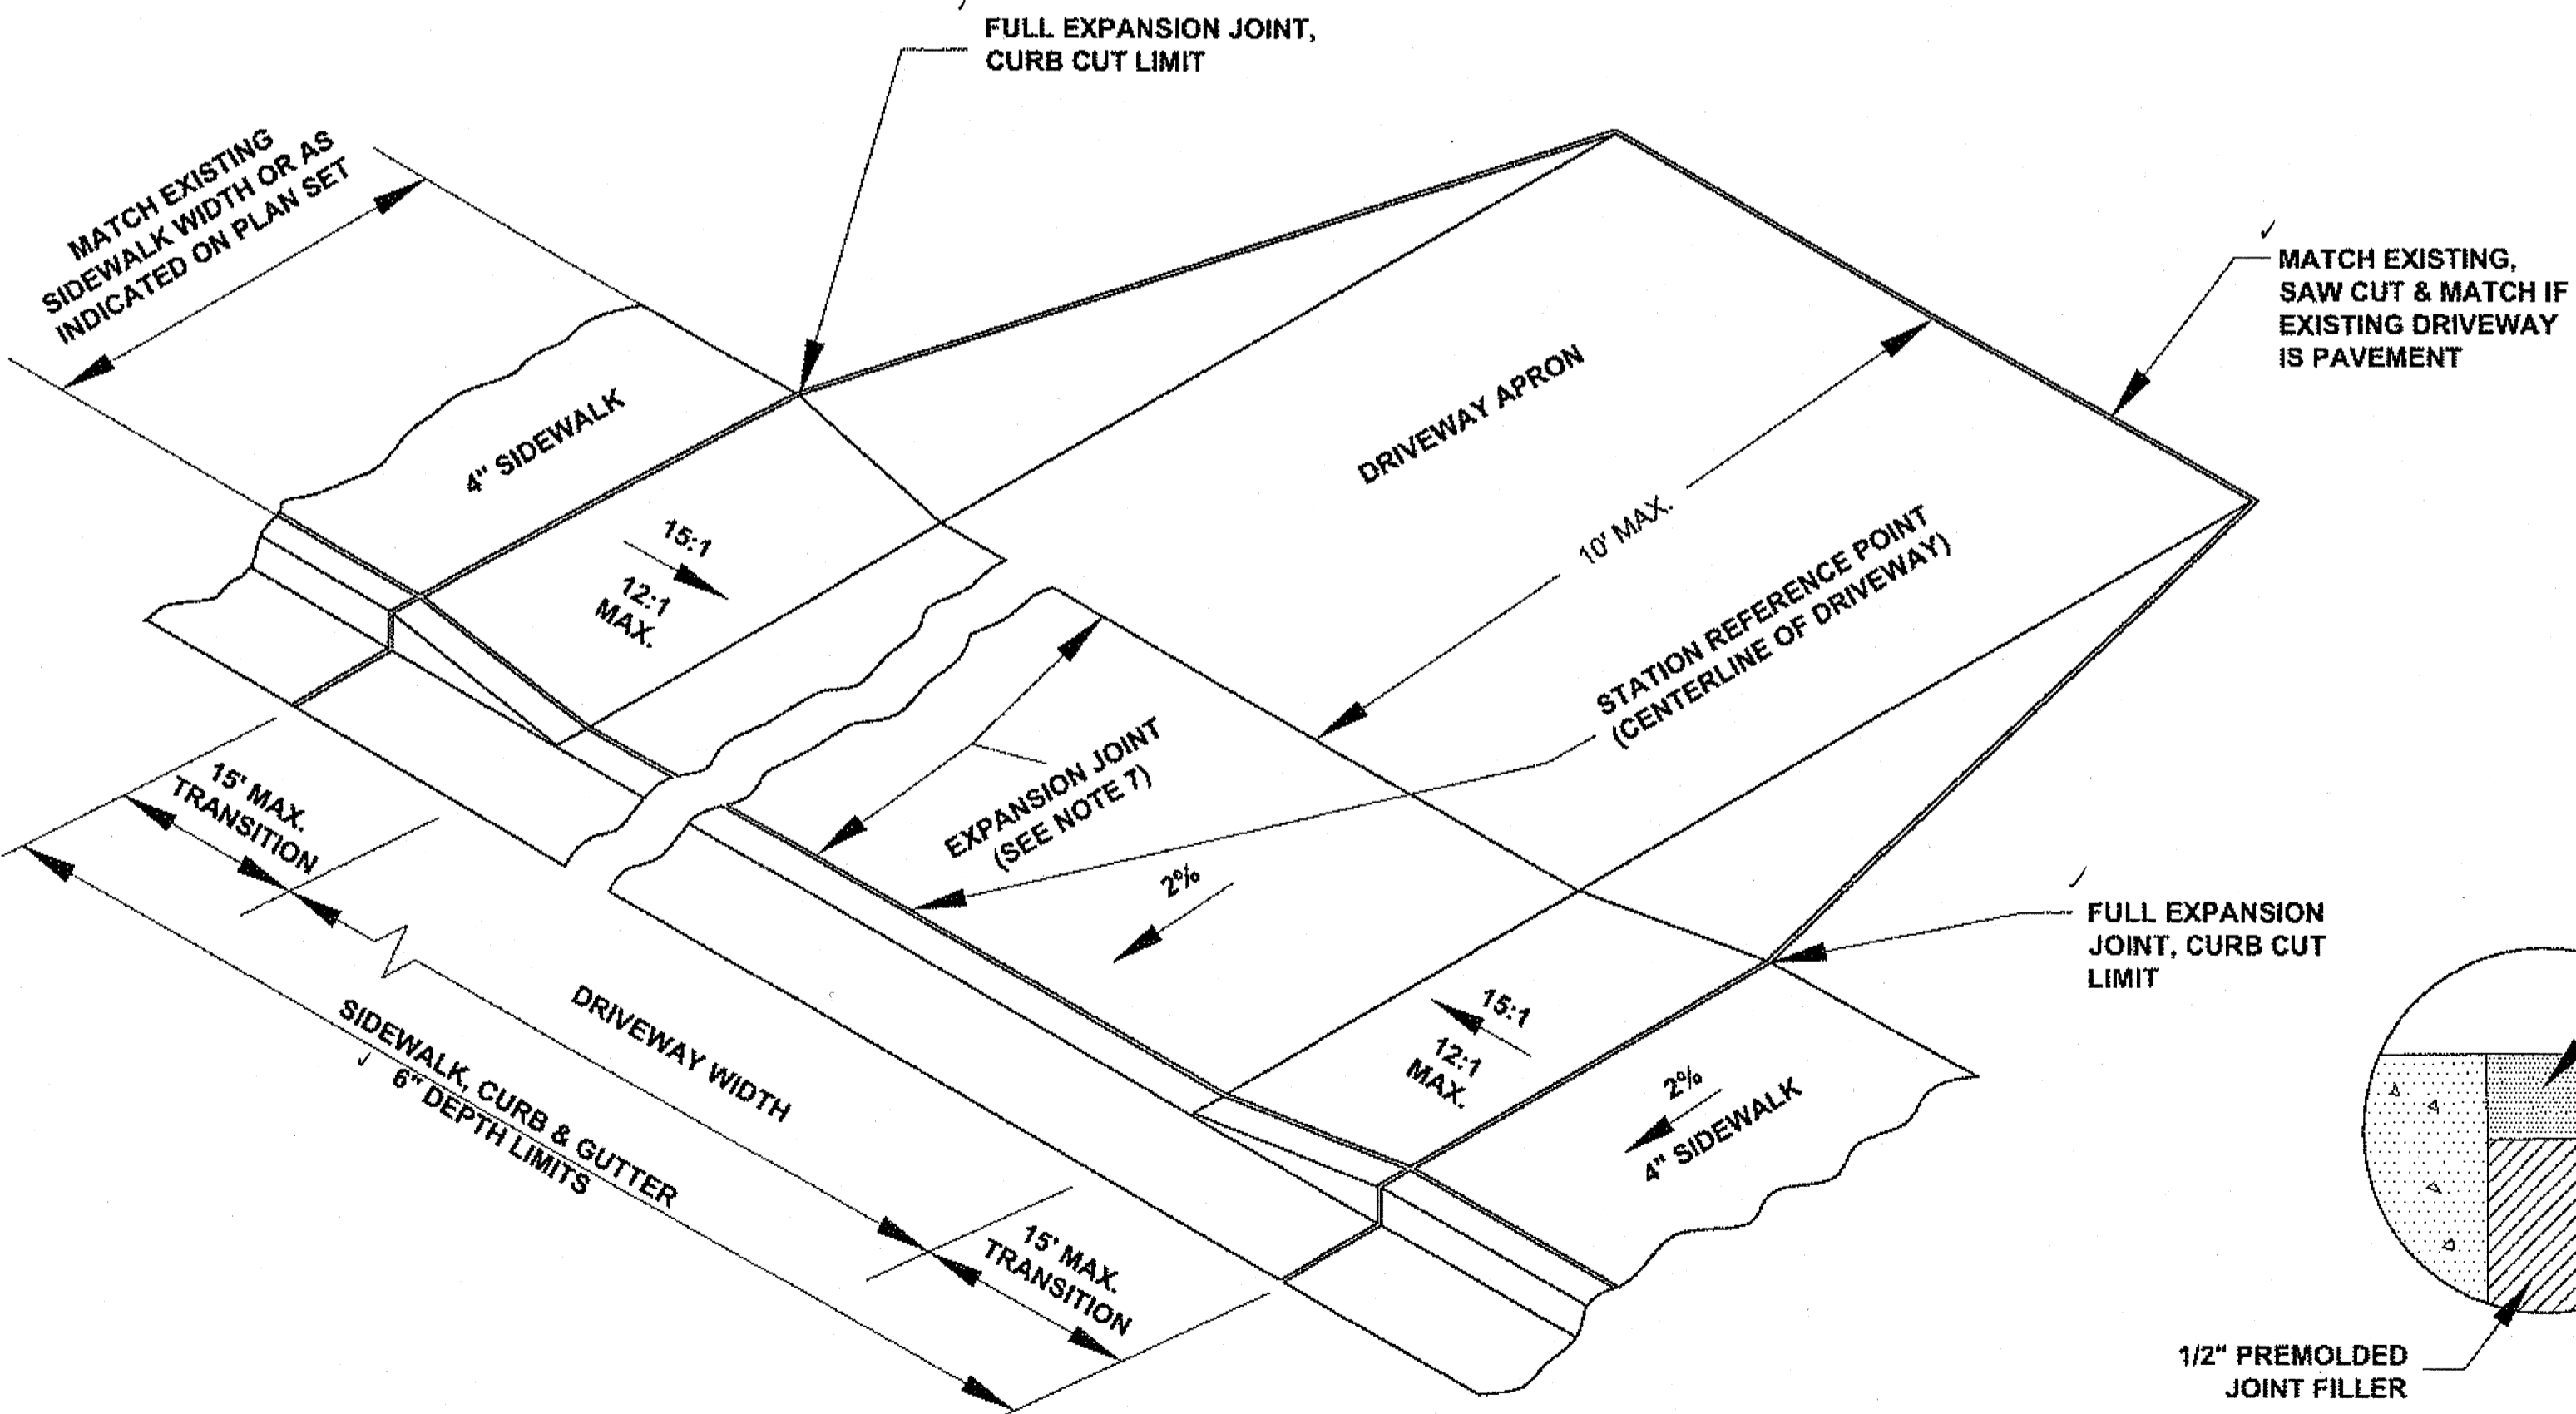 FULL EXPANSION JOINT,
CURB CUT LIMIT
MATCH EXISTING
SIDEWALK WIDTH OR AS
INDICATED ON PLAN SET
MATCH EXISTING,
SAW CUT & MATCH IF
EXISTING DRIVEWAY
IS PAVEMENT
4" SIDEWALK
DRIVEWAY APRON
15:1
12:1
MAX.
10' MAX.
STATION REFERENCE POINT
(CENTERLINE OF DRIVEWAY)
EXPANSION JOINT
(SEE NOTE 7)
15' MAX.
TRANSITION
2%
FULL EXPANSION
JOINT, CURB CUT
LIMIT
DRIVEWAY WIDTH
SIDEWALK, CURB & GUTTER
6" DEPTH LIMITS
15:1
12:1
MAX.
2%
4" SIDEWALK
15' MAX.
TRANSITION
1/2" PREMOLDED
JOINT FILLER